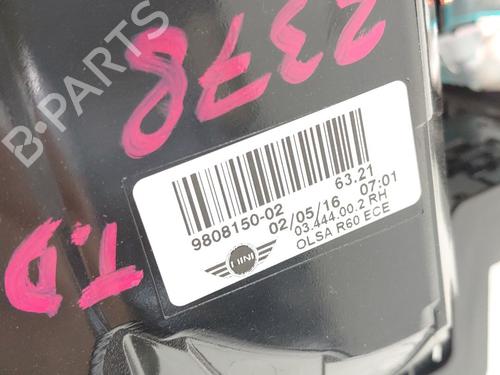 2378
B-PARTS
9808150-02 63.21
02/05/16 07:01
03.444.00.2 RH
OLSA R60 ECE
MINI
T.D